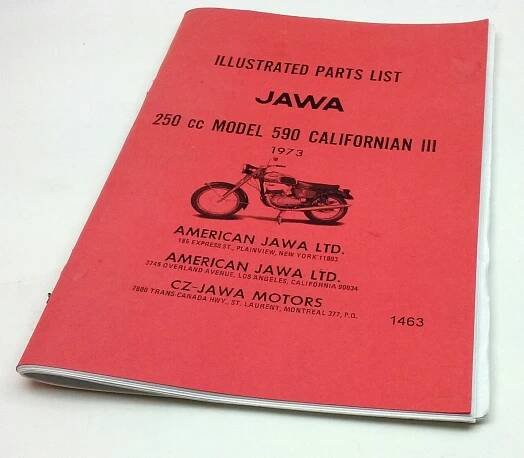 ILLUSTRATED PARTS LIST
JAWA
250 cc MODEL 590 CALIFORNIAN III
1973
AMERICAN JAWA LTD.
185 EXPRESS ST., PLAINVIEW, NEW YORK 11803
AMERICAN JAWA LTD.
3745 OVERLAND AVENUE, LOS ANGELES, CALIFORNIA 90034
CZ-JAWA MOTORS
7800 TRANS-CANADA HWY., ST. LAURENT, MONTREAL 377, P.Q.
1463